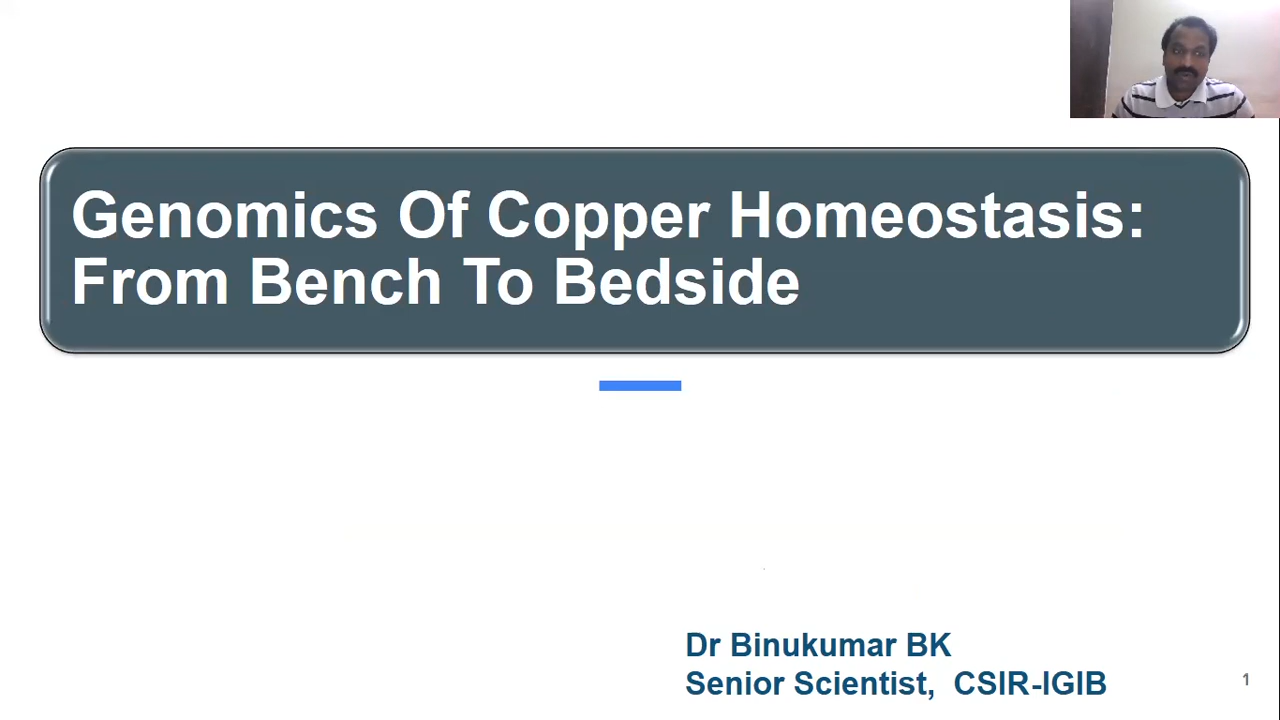 Genomics Of Copper Homeostasis:
From Bench To Bedside
Dr Binukumar BK
Senior Scientist, CSIR-IGIB
1